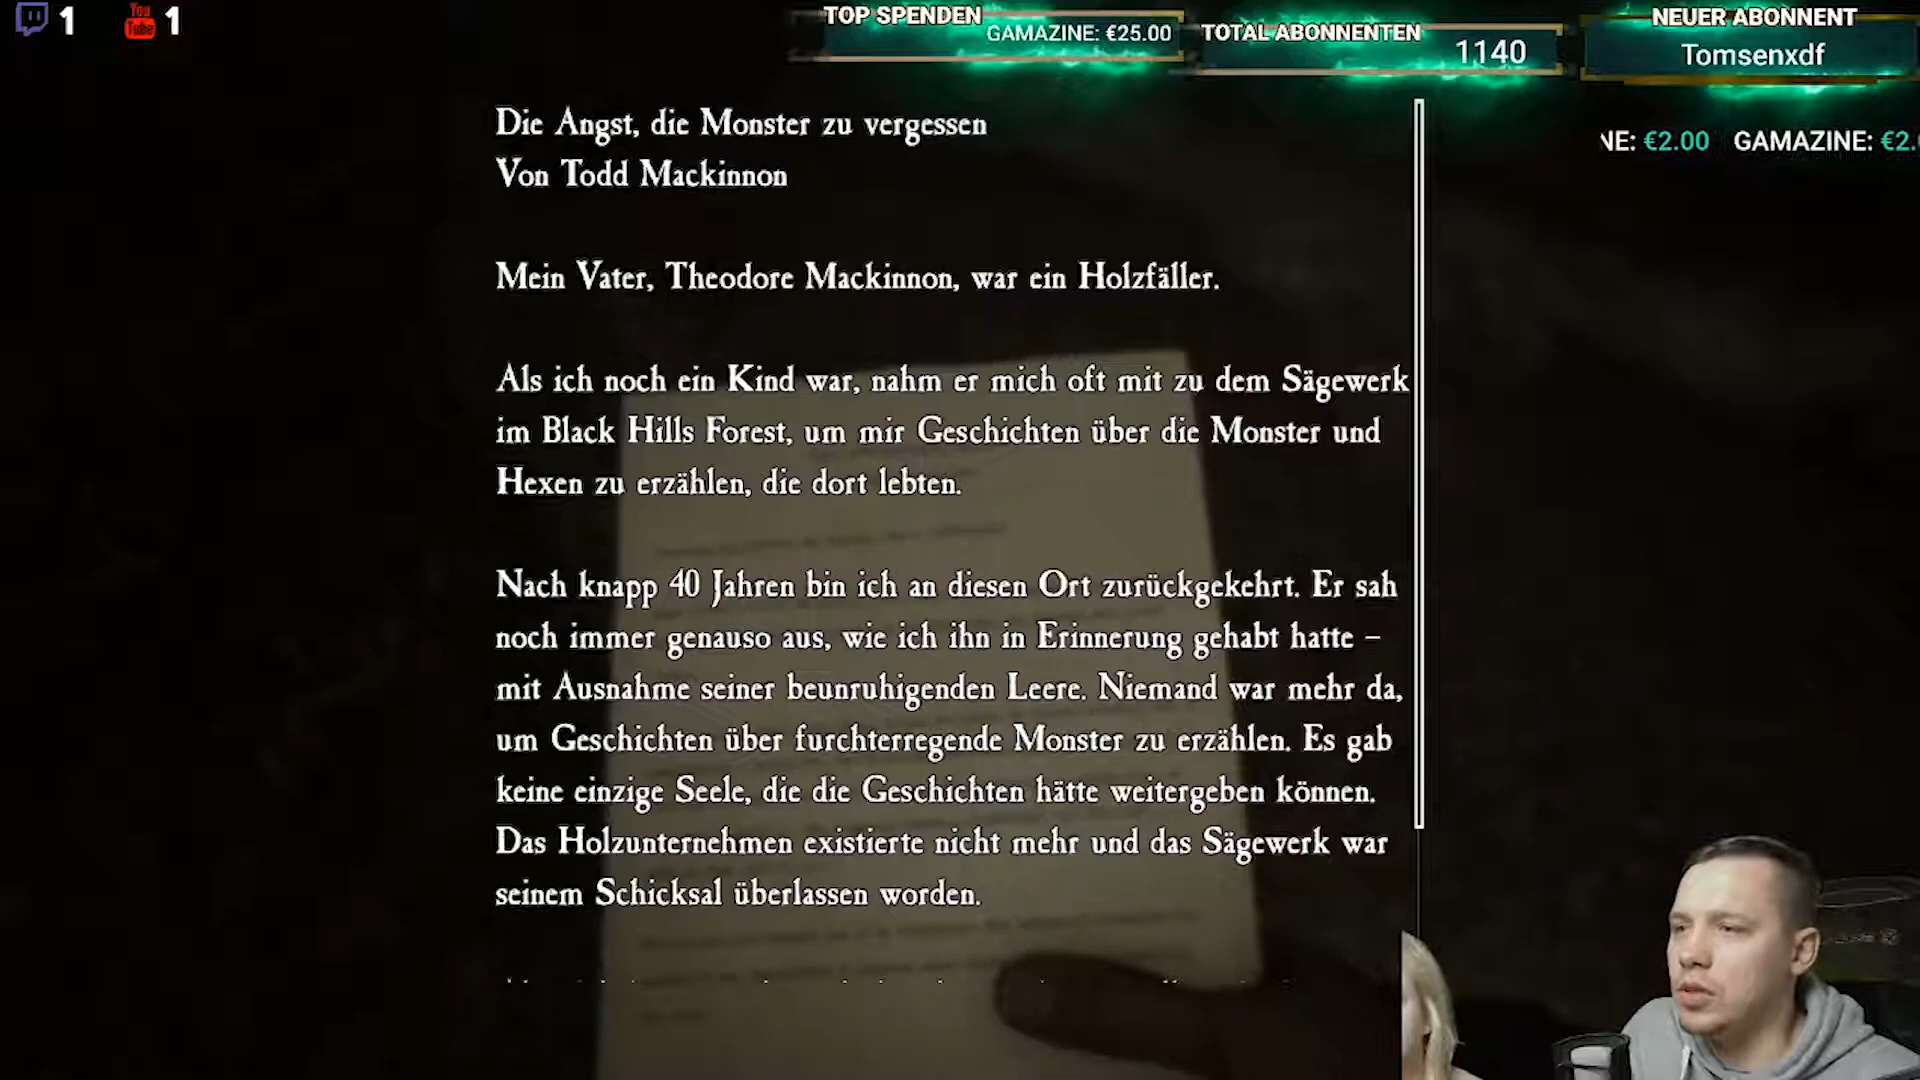 1
You
Tube
1
TOP SPENDEN
GAMAZINE: €25.00
TOTAL ABONNENTEN
1140
NEUER ABONNENT
Tomsenxdf
GAMAZINE:
€2.00
Die Angst, die Monster zu vergessen
Von Todd Mackinnon
Mein Vater, Theodore Mackinnon, war ein Holzfäller.
Als ich noch ein Kind war, nahm er mich oft mit zu dem Sägewerk
im Black Hills Forest, um mir Geschichten über die Monster und
Hexen zu erzählen, die dort lebten.
Nach knapp 40 Jahren bin ich an diesen Ort zurückgekehrt. Er sah
noch immer genauso aus, wie ich ihn in Erinnerung gehabt hatte –
mit Ausnahme seiner beunruhigenden Leere. Niemand war mehr da,
um Geschichten über furchterregende Monster zu erzählen. Es gab
keine einzige Seele, die die Geschichten hätte weitergeben können.
Das Holzunternehmen existierte nicht mehr und das Sägewerk war
seinem Schicksal überlassen worden.